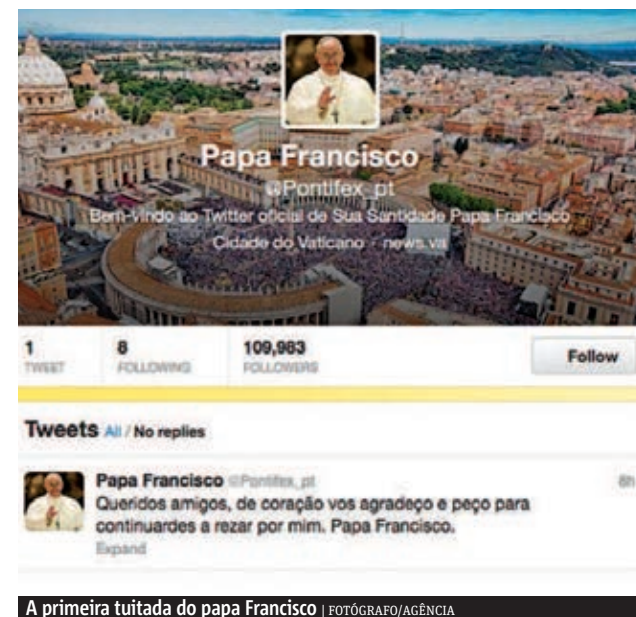 Papa Francisco
@Pontifex_pt
Bem-vindo ao Twitter oficial de Sua Santidade Papa Francisco
Cidade do Vaticano · news.va
1
TWEET
8
FOLLOWING
109,983
FOLLOWERS
Follow
Tweets All / No replies
Papa Francisco @Pontifex_pt 8h
Queridos amigos, de coração vos agradeço e peço para
continuardes a rezar por mim. Papa Francisco.
Expand
A primeira tuitada do papa Francisco | FOTÓGRAFO/AGÊNCIA